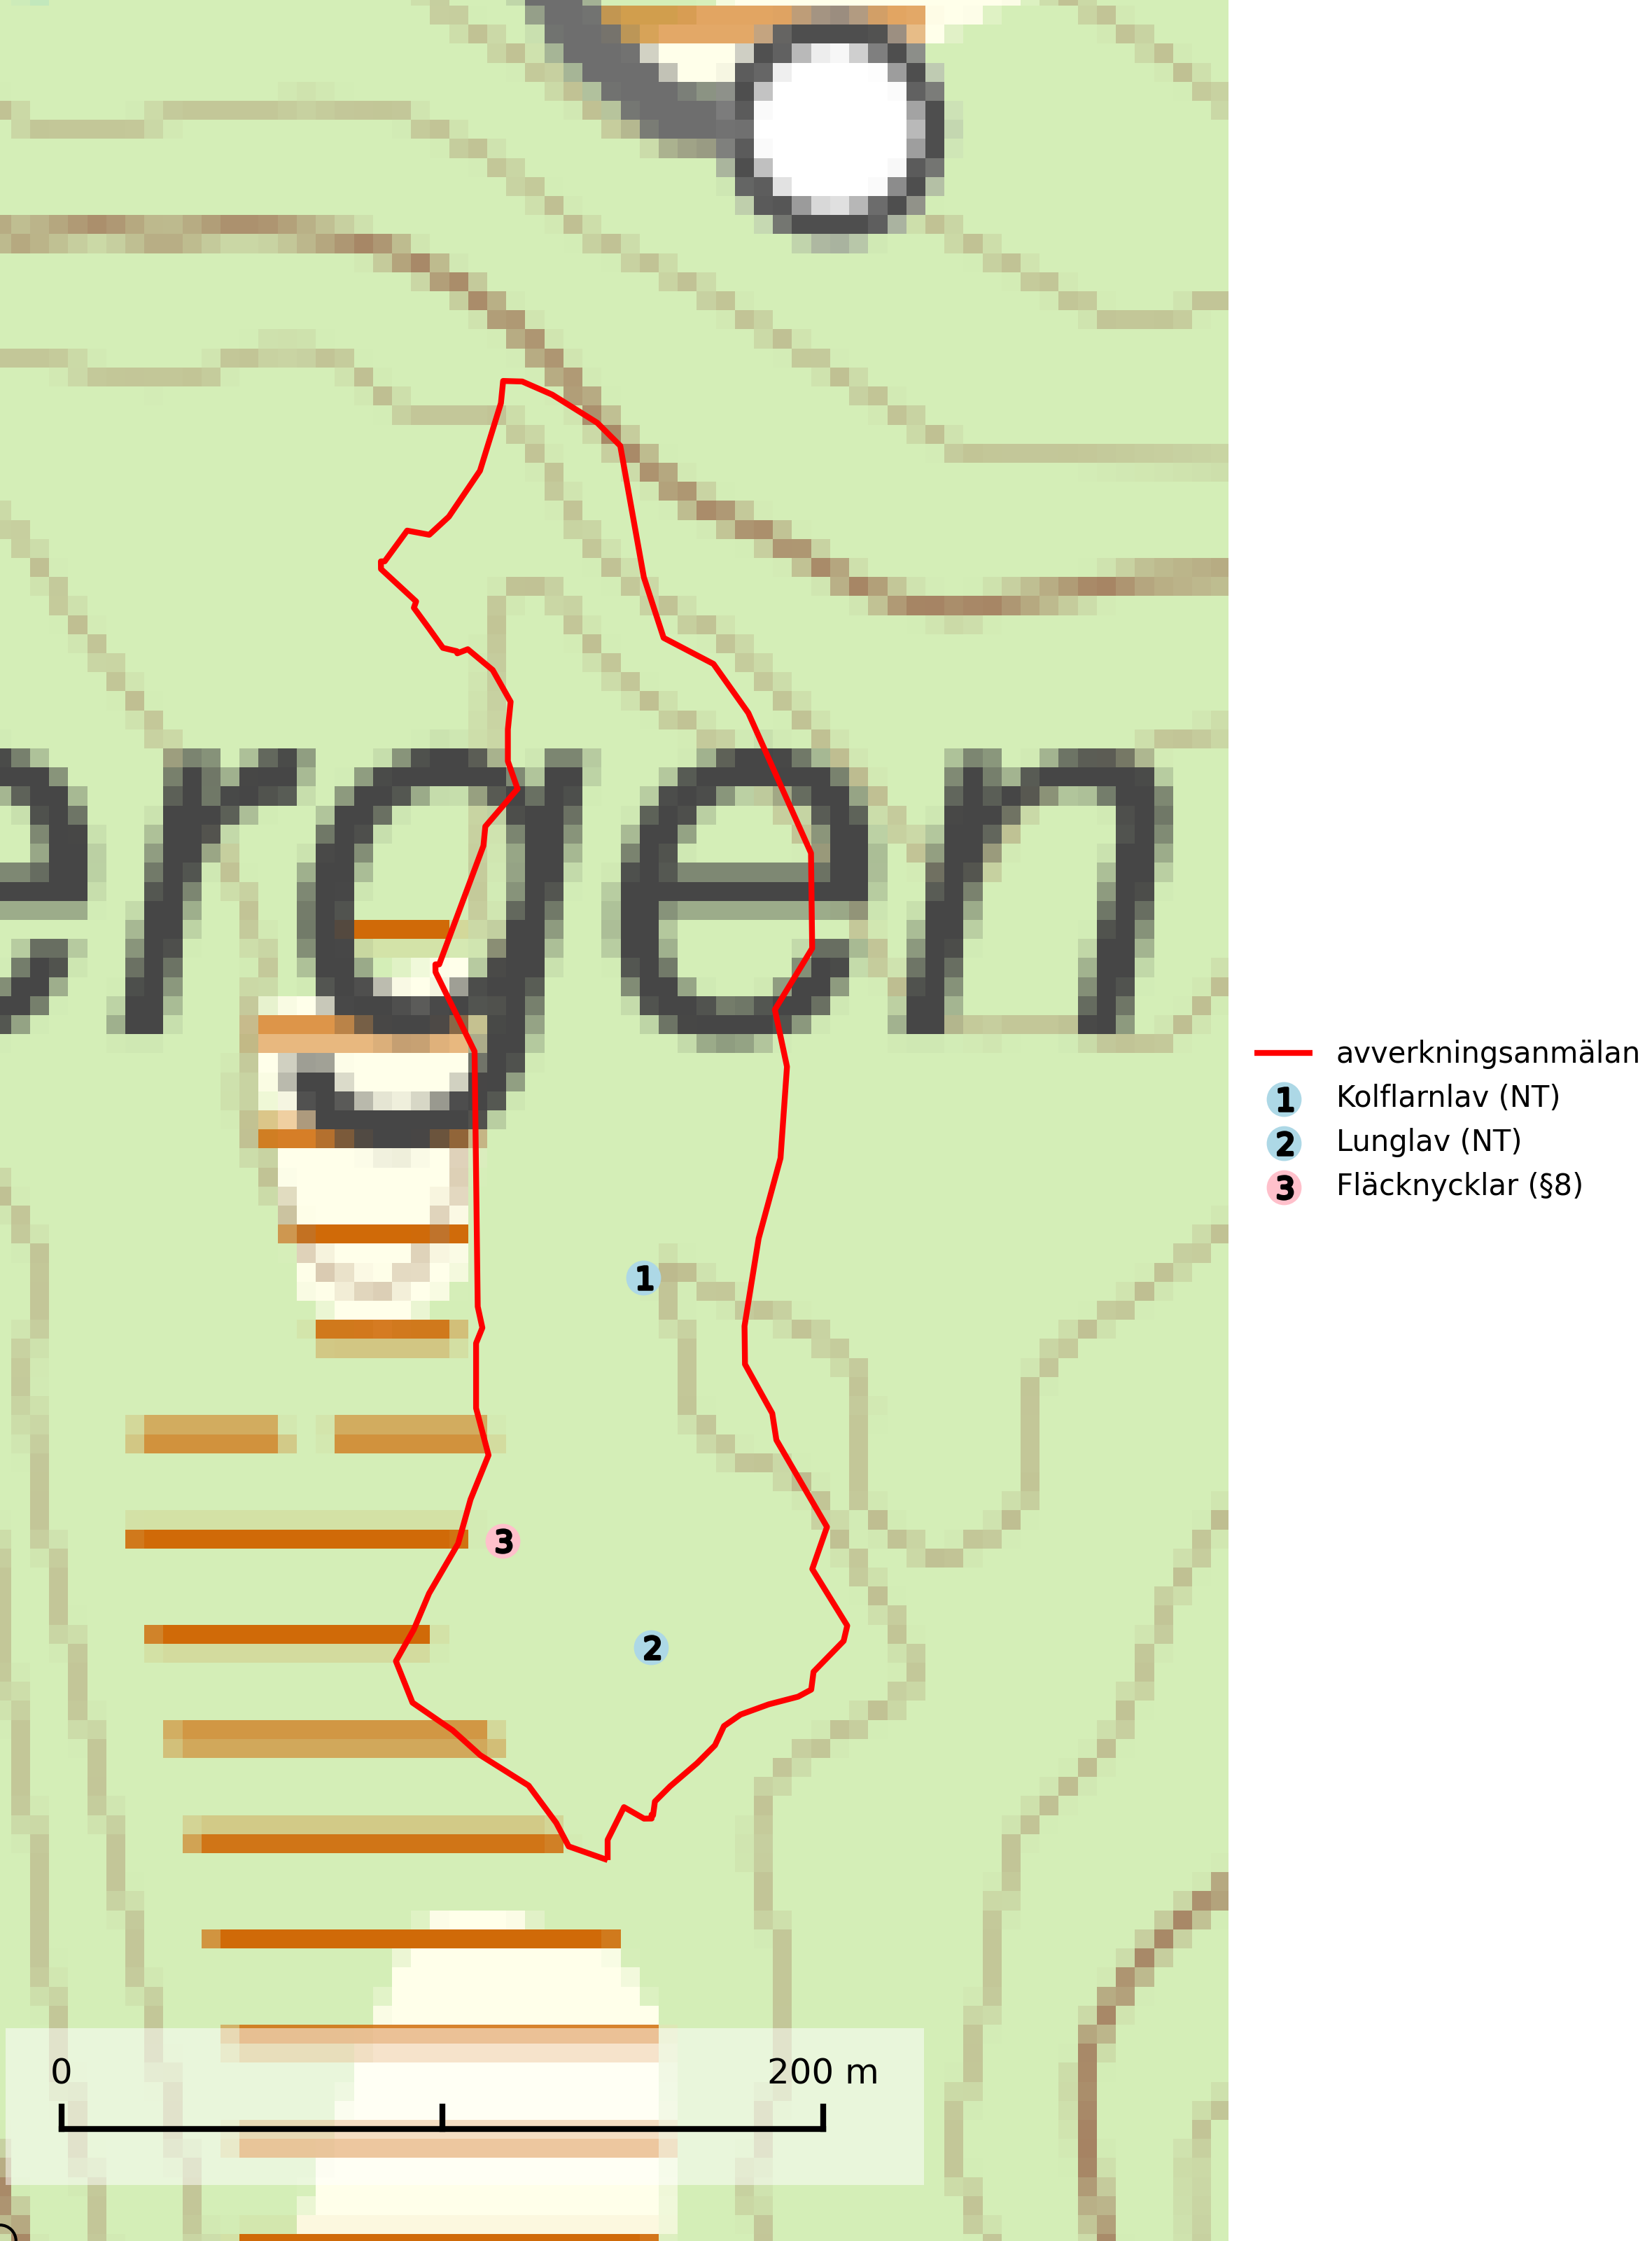 ergen
avverkningsanmälan
1 Kolflarnlav (NT)
2 Lunglav (NT)
3 Fläcknycklar (§8)
1
3
2
0 200 m